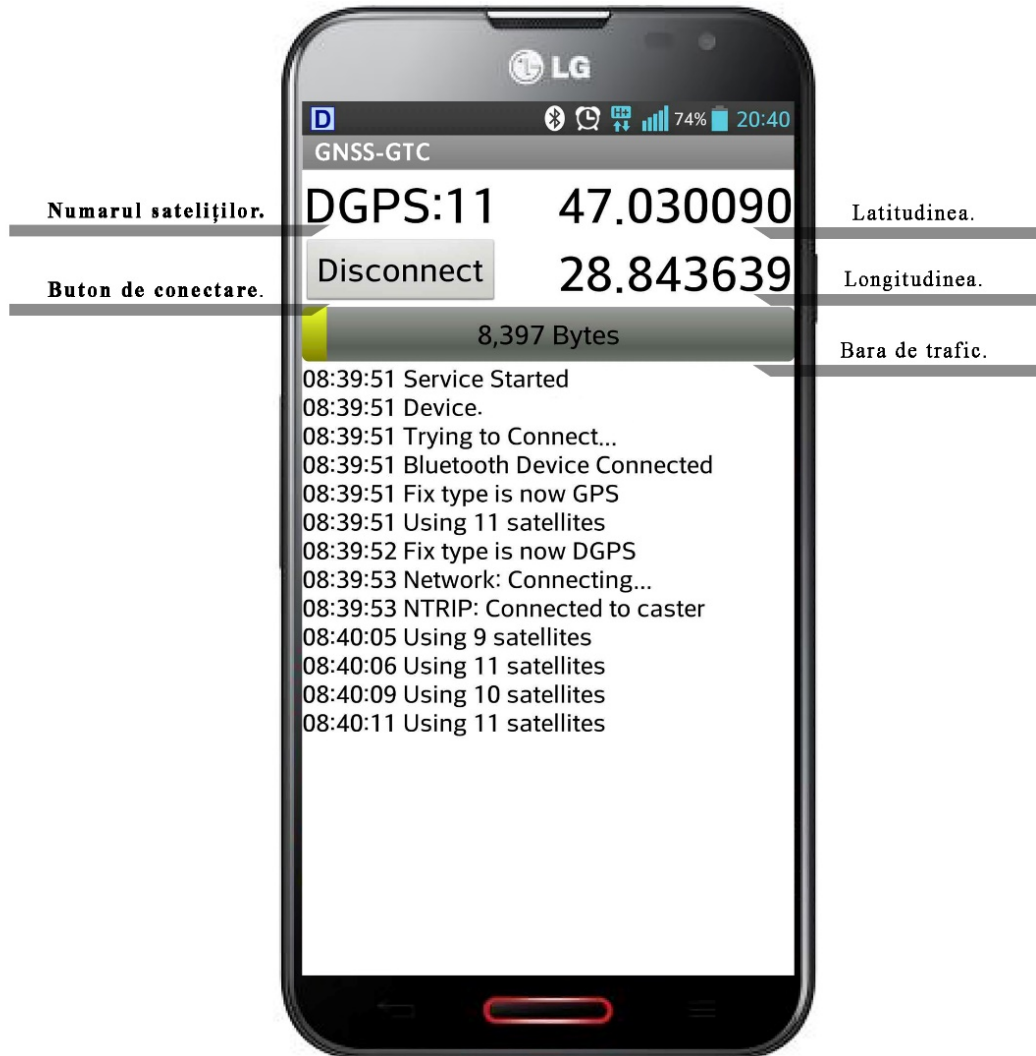 LG
D H+ 74% 20:40
GNSS-GTC
Numarul sateliților. DGPS:11 47.030090 Latitudinea.
Buton de conectare. Disconnect 28.843639 Longitudinea.
8,397 Bytes Bara de trafic.
08:39:51 Service Started
08:39:51 Device.
08:39:51 Trying to Connect...
08:39:51 Bluetooth Device Connected
08:39:51 Fix type is now GPS
08:39:51 Using 11 satellites
08:39:52 Fix type is now DGPS
08:39:53 Network: Connecting...
08:39:53 NTRIP: Connected to caster
08:40:05 Using 9 satellites
08:40:06 Using 11 satellites
08:40:09 Using 10 satellites
08:40:11 Using 11 satellites